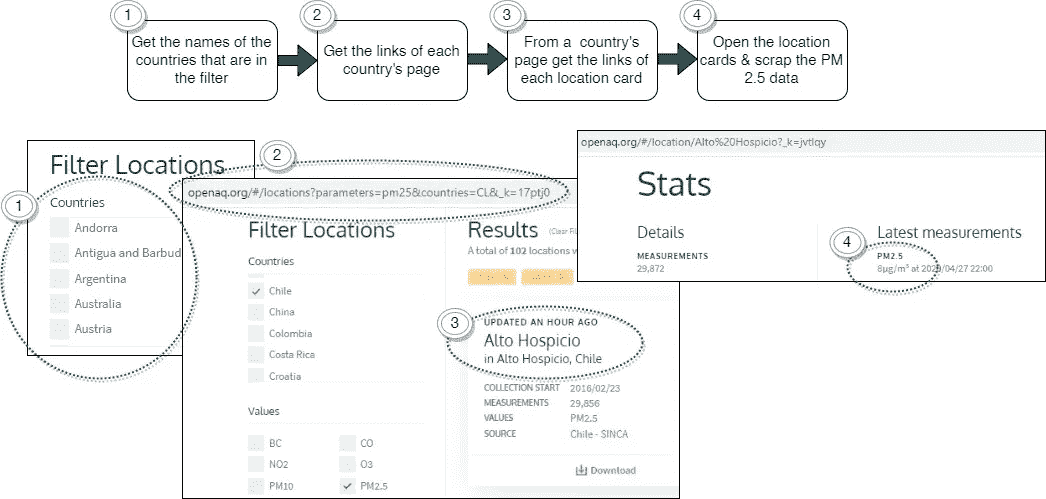 1
Get the names of the
countries that are in
the filter
2
Get the links of each
country's page
3
From a country's
page get the links of
each location card
4
Open the location
cards & scrap the PM
2.5 data
Filter Locations
1
Countries
Andorra
Antigua and Barbud
Argentina
Australia
Austria
2
openaq.org/#/locations?parameters=pm25&countries=CL&_k=17ptj0
Filter Locations
Countries
Chile
China
Colombia
Costa Rica
Croatia
Values
BC
CO
NO2
O3
PM10
PM2.5
Results
(Clear Fi
A total of 102 locations w
3
UPDATED AN HOUR AGO
Alto Hospicio
in Alto Hospicio, Chile
COLLECTION START 2016/02/23
MEASUREMENTS 29,856
VALUES PM2.5
SOURCE Chile - SINCA
Download
openaq.org/#/location/Alto%20Hospicio?_k=jvtlqy
Stats
Details
MEASUREMENTS
29,872
4
Latest measurements
PM2.5
8µg/m³ at 2020/04/27 22:00